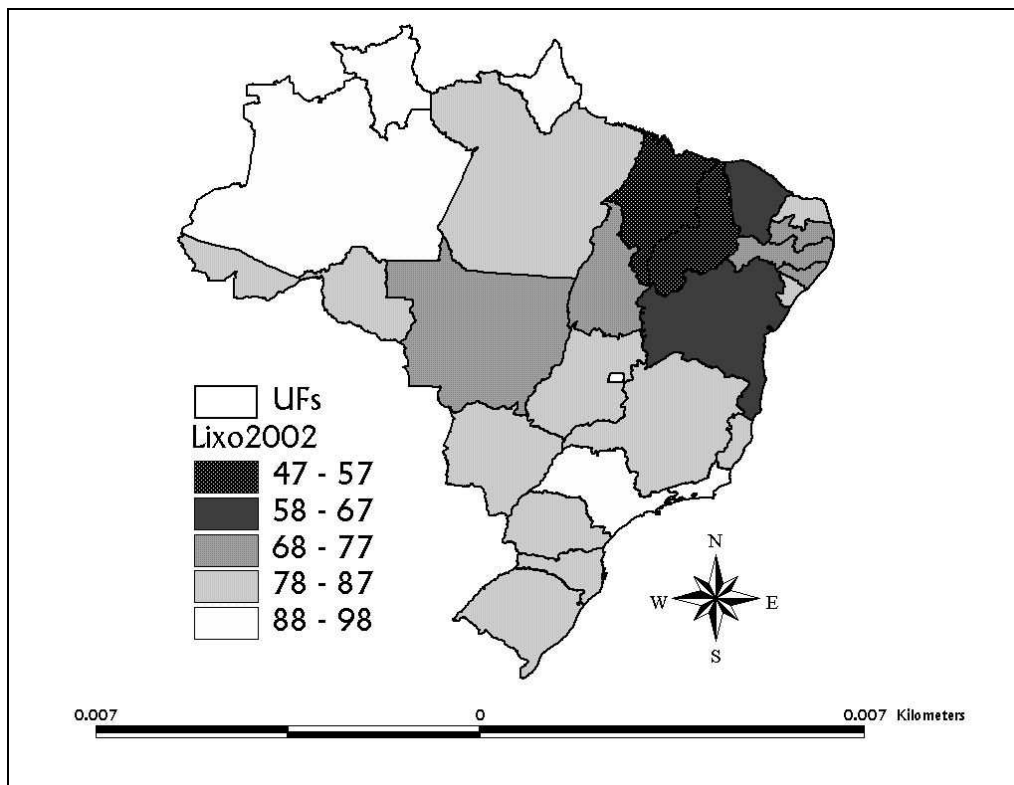 UFs
Lixo2002
47 - 57
58 - 67
68 - 77
78 - 87
88 - 98
N
W E
S
0.007 0 0.007 Kilometers